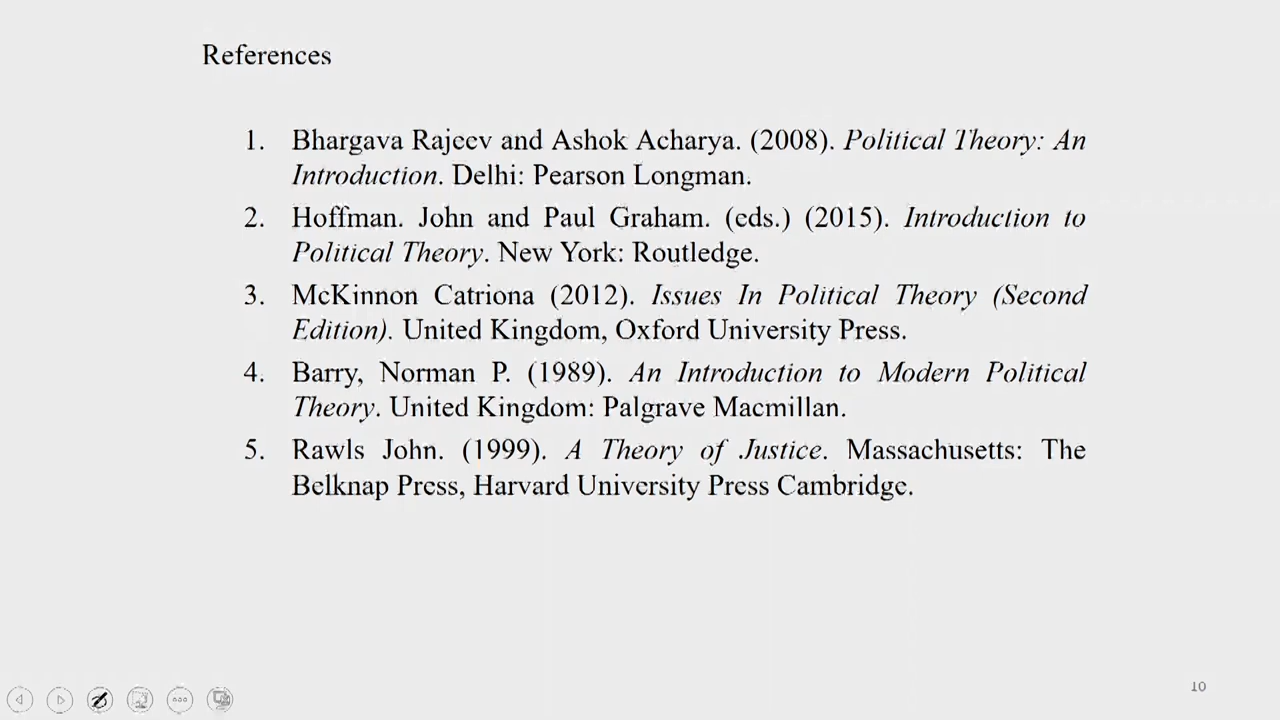 References
1. Bhargava Rajeev and Ashok Acharya. (2008). Political Theory: An
Introduction. Delhi: Pearson Longman.
2. Hoffman. John and Paul Graham. (eds.) (2015). Introduction to
Political Theory. New York: Routledge.
3. McKinnon Catriona (2012). Issues In Political Theory (Second
Edition). United Kingdom, Oxford University Press.
4. Barry, Norman P. (1989). An Introduction to Modern Political
Theory. United Kingdom: Palgrave Macmillan.
5. Rawls John. (1999). A Theory of Justice. Massachusetts: The
Belknap Press, Harvard University Press Cambridge.
10